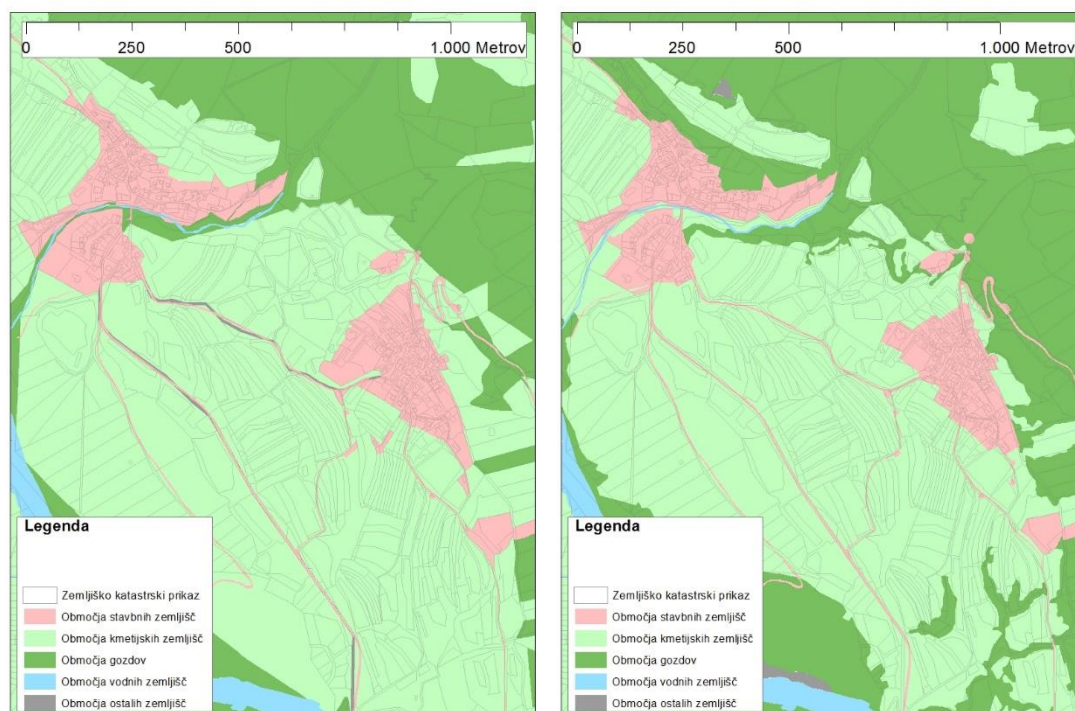 0 250 500 1.000 Metrov
Legenda
Zemljiško katastrski prikaz
Območja stavbnih zemljišč
Območja kmetijskih zemljišč
Območja gozdov
Območja vodnih zemljišč
Območja ostalih zemljišč
0 250 500 1.000 Metrov
Legenda
Zemljiško katastrski prikaz
Območja stavbnih zemljišč
Območja kmetijskih zemljišč
Območja gozdov
Območja vodnih zemljišč
Območja ostalih zemljišč